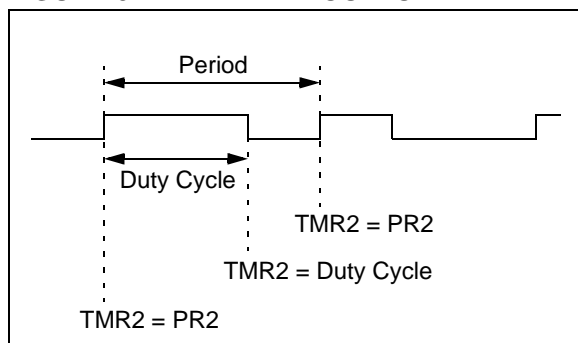 Period
Duty Cycle
TMR2 = PR2
TMR2 = Duty Cycle
TMR2 = PR2